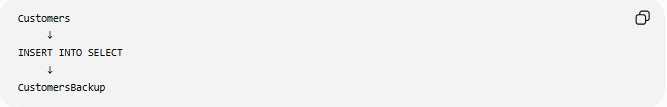 Customers
↓
INSERT INTO SELECT
↓
CustomersBackup